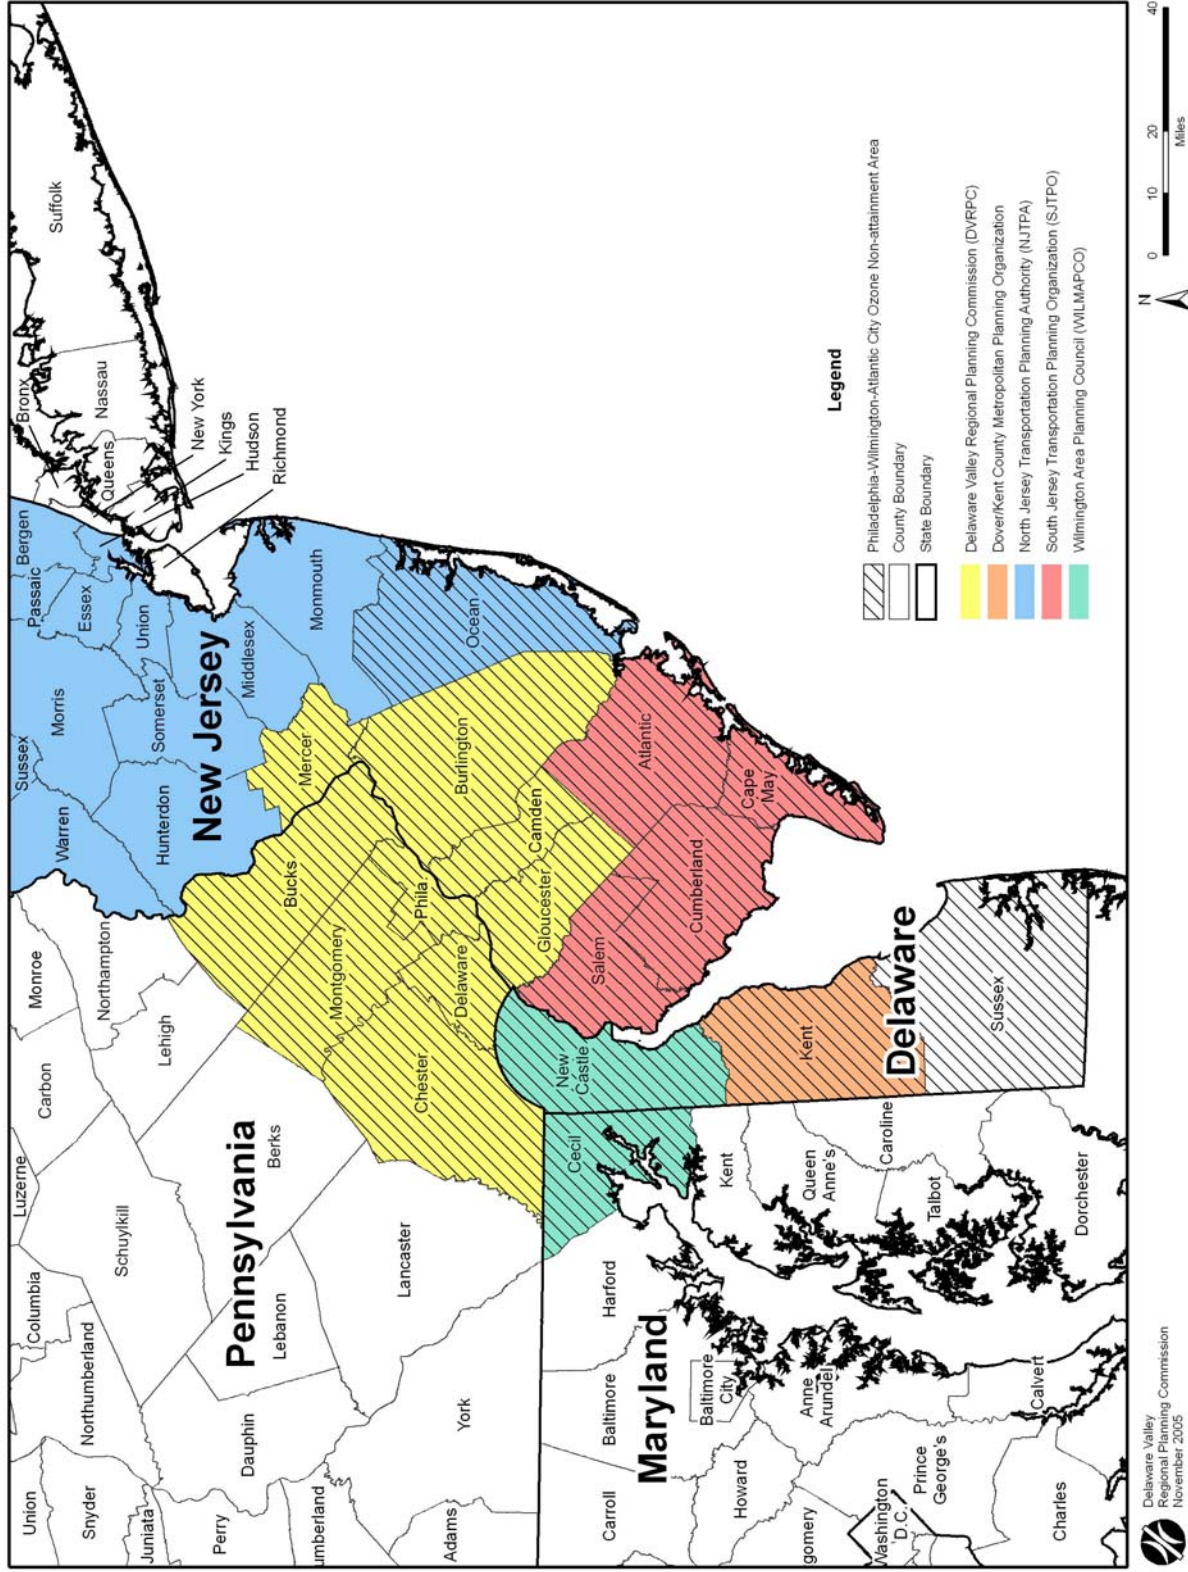 Union
Snyder
Juniata
Perry
umberland
Adams
Columbia
Northumberland
Luzerne
Schuylkill
Dauphin
Lebanon
Pennsylvania
Berks
Lancaster
York
Carbon
Monroe
Northampton
Lehigh
Bucks
Montgomery
Phila.
Chester
Delaware
Sussex
Warren
Morris
Passaic
Bergen
Essex
Union
Hunterdon
Somerset
New Jersey
Middlesex
Monmouth
Mercer
Ocean
Burlington
Camden
Gloucester
Salem
Atlantic
Cumberland
Cape
May
Bronx
Queens
Nassau
Suffolk
New York
Kings
Hudson
Richmond
Carroll
Baltimore
Harford
Cecil
New
Castle
Maryland
Howard
Baltimore
City
Anne
Arundel
gomery
Washington
D.C.
Prince
George's
Charles
Calvert
Kent
Queen
Anne's
Caroline
Talbot
Dorchester
Kent
Delaware
Sussex
Legend
Philadelphia-Wilmington-Atlantic City Ozone Non-attainment Area
County Boundary
State Boundary
Delaware Valley Regional Planning Commission (DVRPC)
Dover/Kent County Metropolitan Planning Organization
North Jersey Transportation Planning Authority (NJTPA)
South Jersey Transportation Planning Organization (SJTPO)
Wilmington Area Planning Council (WILMAPCO)
Delaware Valley
Regional Planning Commission
November 2005
N
0 10 20 40
Miles